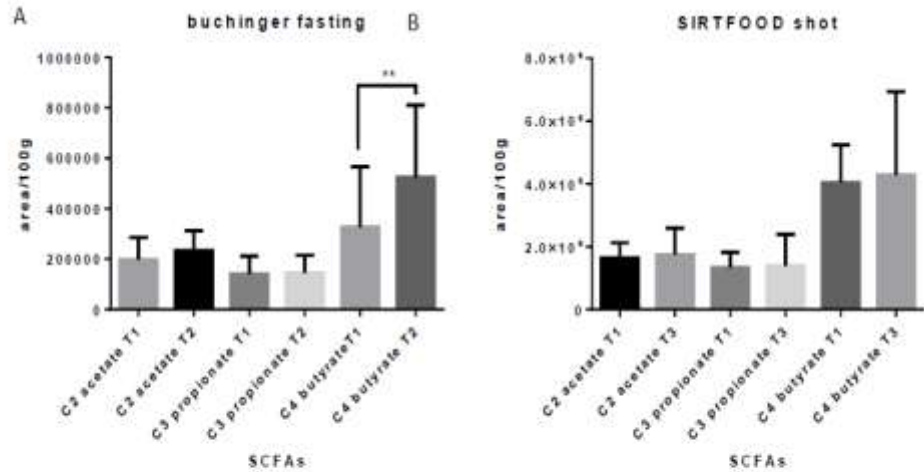 A
buchinger fasting
B
SIRTFOOD shot
area/100g
1000000
800000
600000
400000
200000
0
**
C2 acetate T1
C2 acetate T2
C3 propionate T1
C3 propionate T2
C4 butyrateT1
C4 butyrate T2
SCFAs
area/100g
0
C2 acetate T1
C2 acetate T3
C3 propionate T1
C3 propionate T3
C4 butyrate T1
C4 butyrate T3
SCFAs